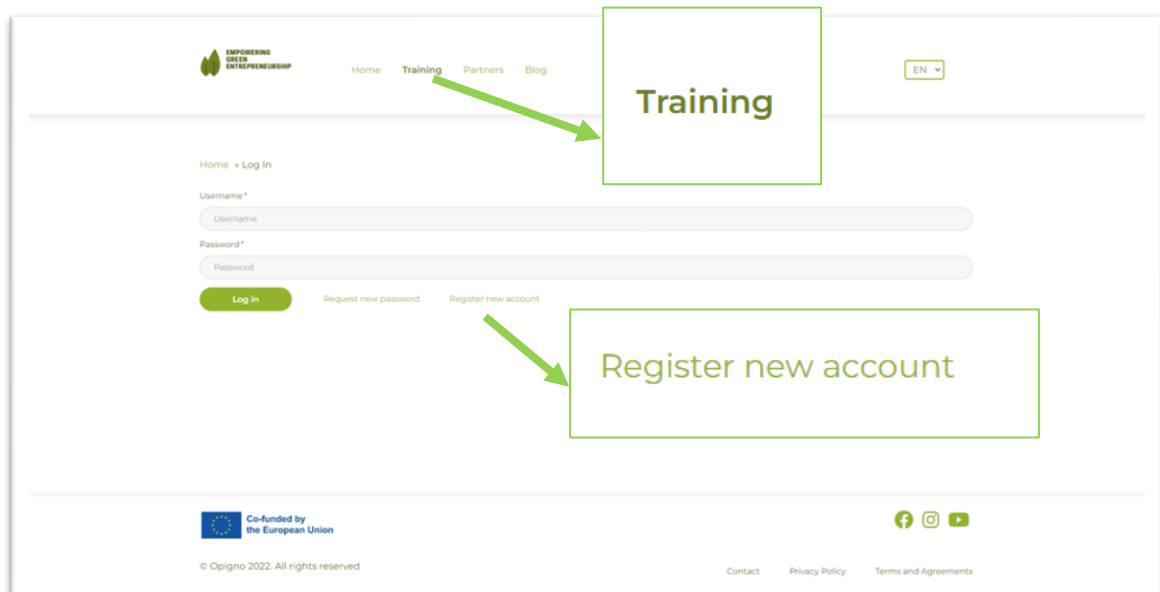 EMPOWERING
GREEN
ENTREPRENEURSHIP
Home Training Partners Blog
EN
Training
Home » Log In
Username*
Username
Password*
Password
Log in Request new password Register new account
Register new account
Co-funded by
the European Union
© Opigno 2022. All rights reserved
Contact Privacy Policy Terms and Agreements